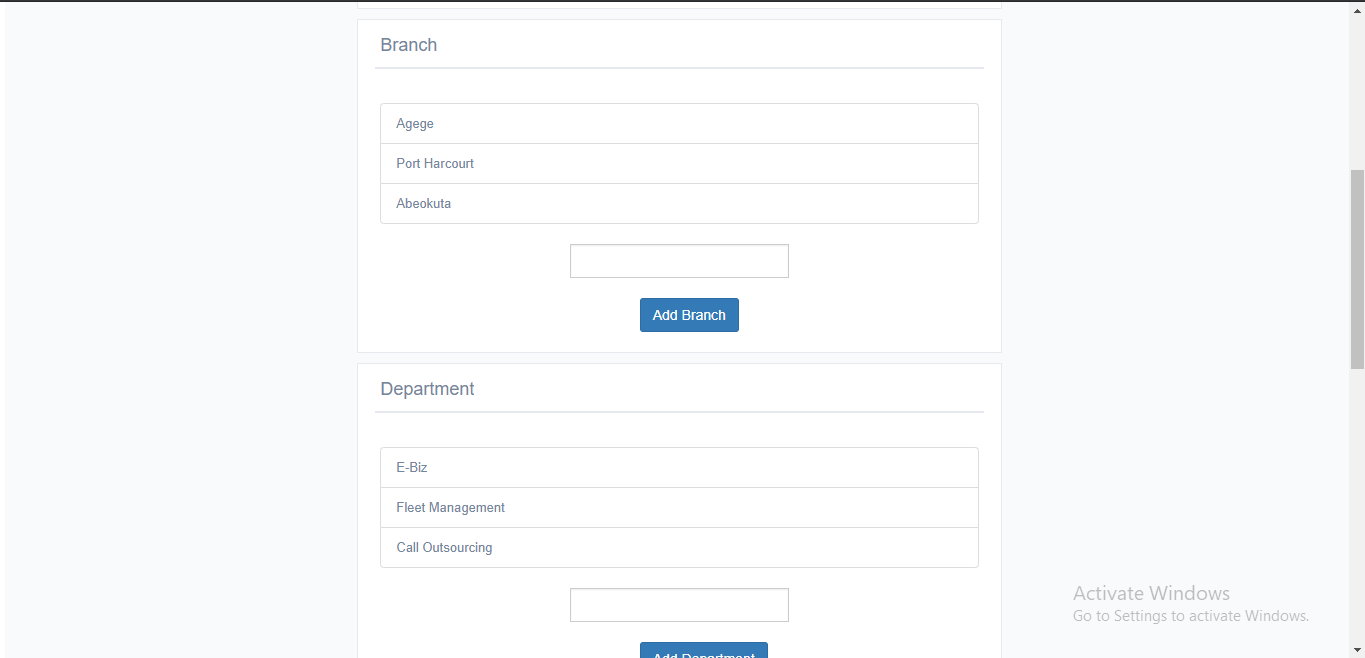 Branch
Agege
Port Harcourt
Abeokuta
Add Branch
Department
E-Biz
Fleet Management
Call Outsourcing
Add Department
Activate Windows
Go to Settings to activate Windows.